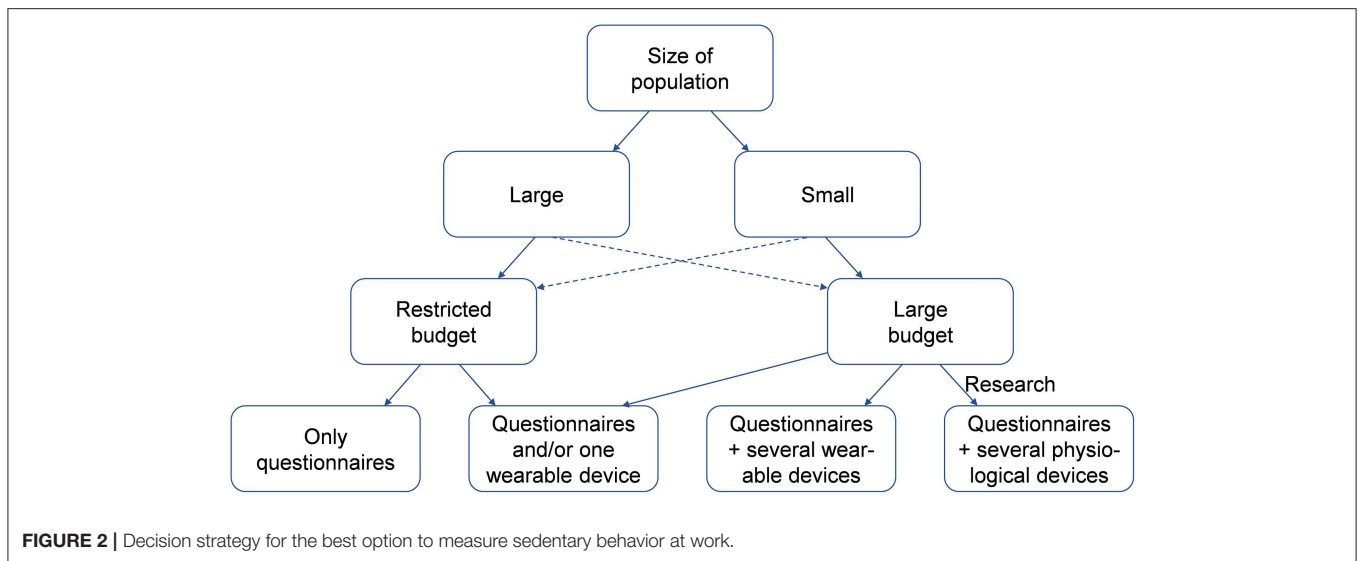 Size of
population
Large
Small
Restricted
budget
Large
budget
Research
Only
questionnaires
Questionnaires
and/or one
wearable device
Questionnaires
+ several wear-
able devices
Questionnaires
+ several physio-
logical devices
FIGURE 2 | Decision strategy for the best option to measure sedentary behavior at work.